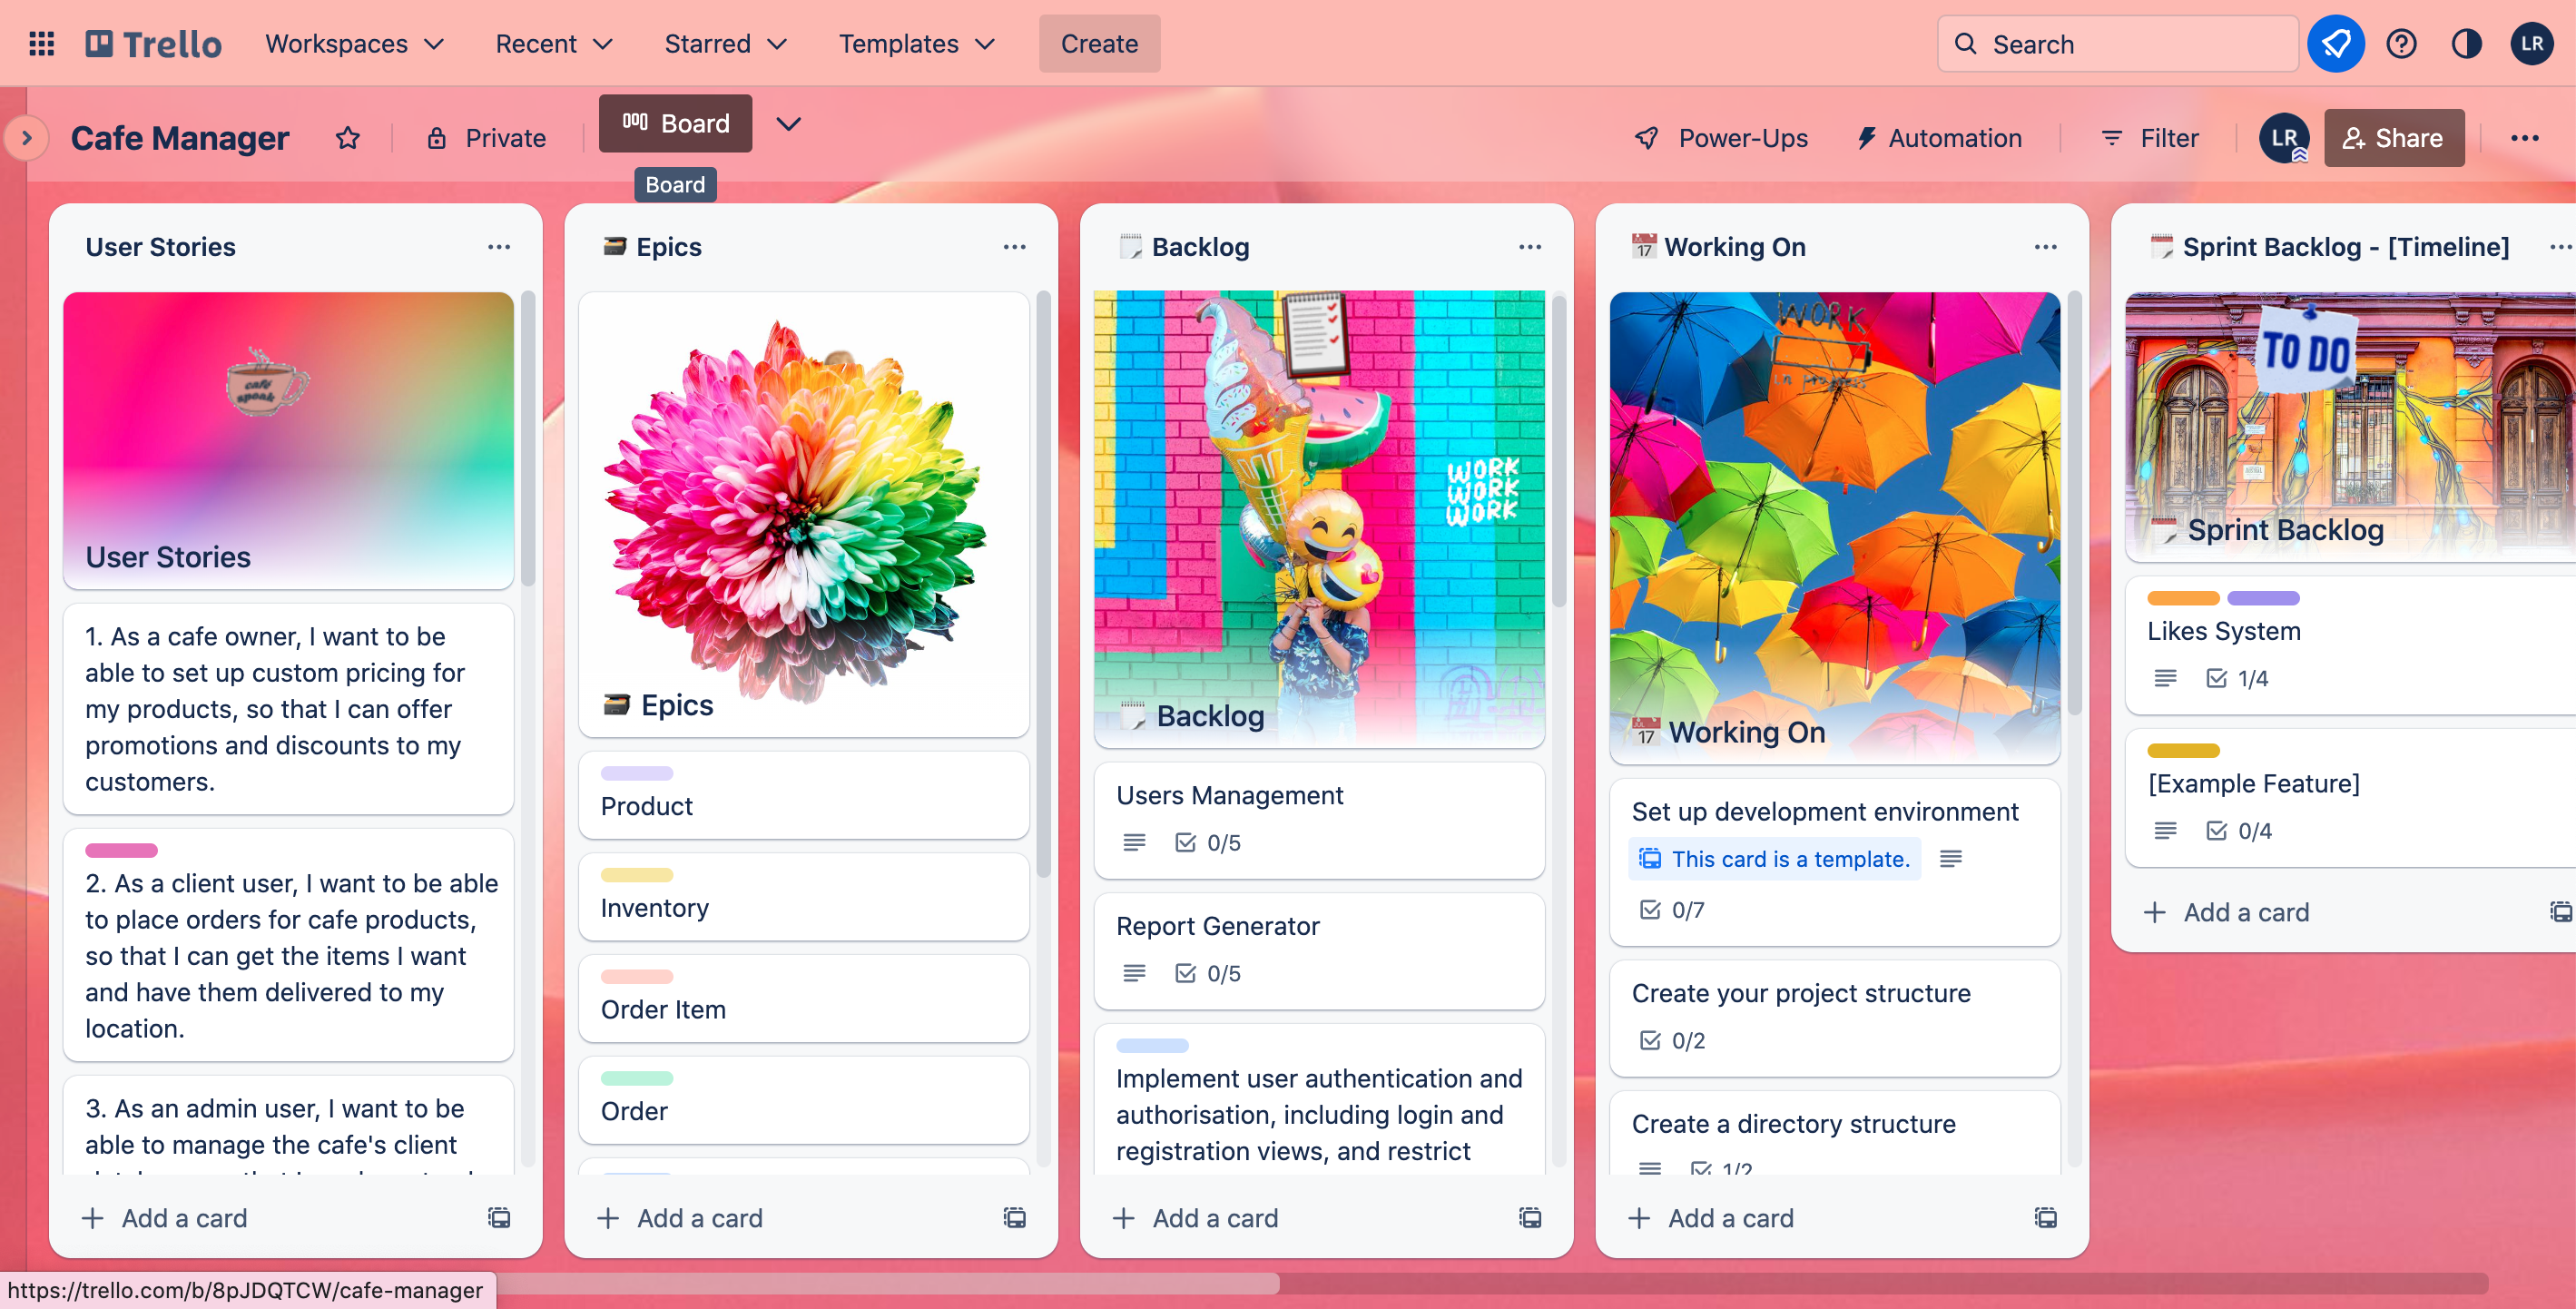 Trello
Workspaces
Recent
Starred
Templates
Create
Search
LR
Cafe Manager
Private
Board
Power-Ups
Automation
Filter
LR
Share
Board
User Stories
café
speak
User Stories
1. As a cafe owner, I want to be
able to set up custom pricing for
my products, so that I can offer
promotions and discounts to my
customers.
2. As a client user, I want to be able
to place orders for cafe products,
so that I can get the items I want
and have them delivered to my
location.
3. As an admin user, I want to be
able to manage the cafe's client
Add a card
Epics
Epics
Product
Inventory
Order Item
Order
Add a card
Backlog
WORK
WORK
WORK
Backlog
Users Management
0/5
Report Generator
0/5
Implement user authentication and
authorisation, including login and
registration views, and restrict
Add a card
17 Working On
WORK
in progress
17 Working On
Set up development environment
This card is a template.
0/7
Create your project structure
0/2
Create a directory structure
1/2
Add a card
Sprint Backlog - [Timeline]
TO DO
Sprint Backlog
Likes System
1/4
[Example Feature]
0/4
Add a card
https://trello.com/b/8pJDQTCW/cafe-manager